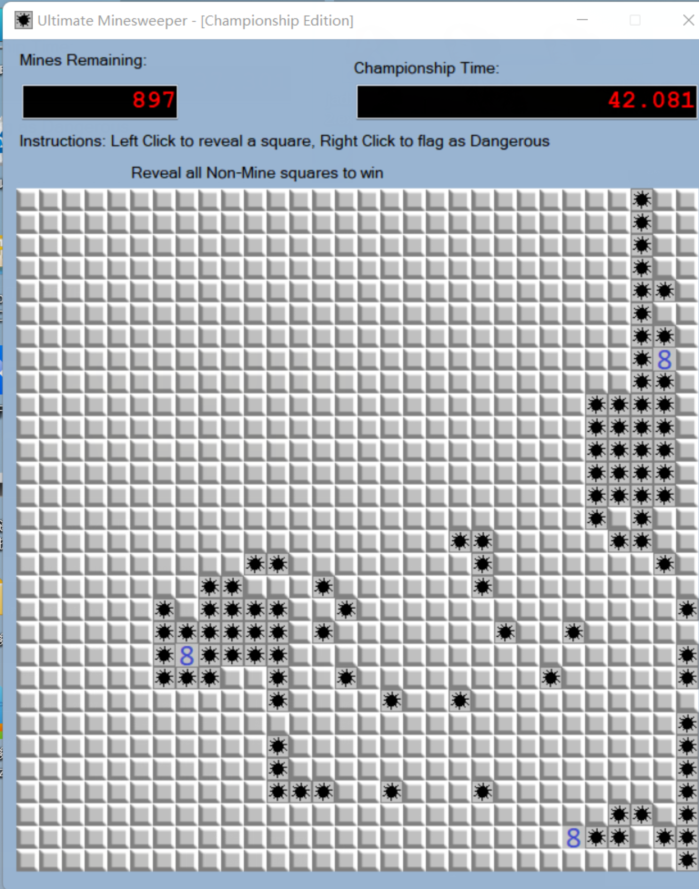 Ultimate Minesweeper - [Championship Edition]
Mines Remaining:
Championship Time:
897
42.081
Instructions: Left Click to reveal a square, Right Click to flag as Dangerous
Reveal all Non-Mine squares to win
8
8
8